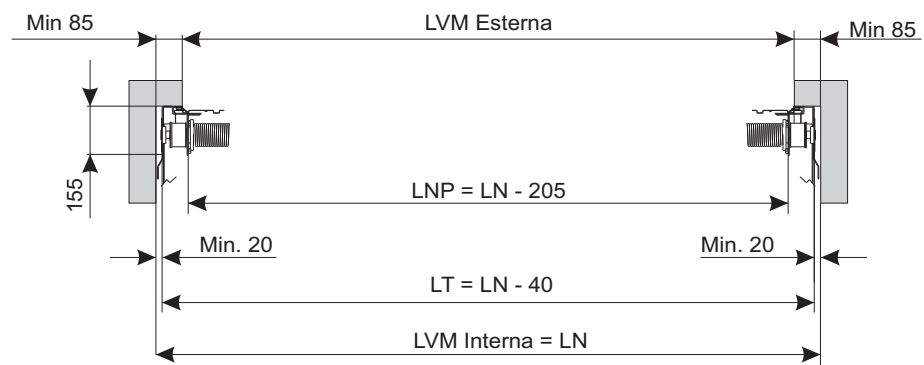 Min 85
LVM Esterna
Min 85
155
LNP = LN - 205
Min. 20
Min. 20
LT = LN - 40
LVM Interna = LN